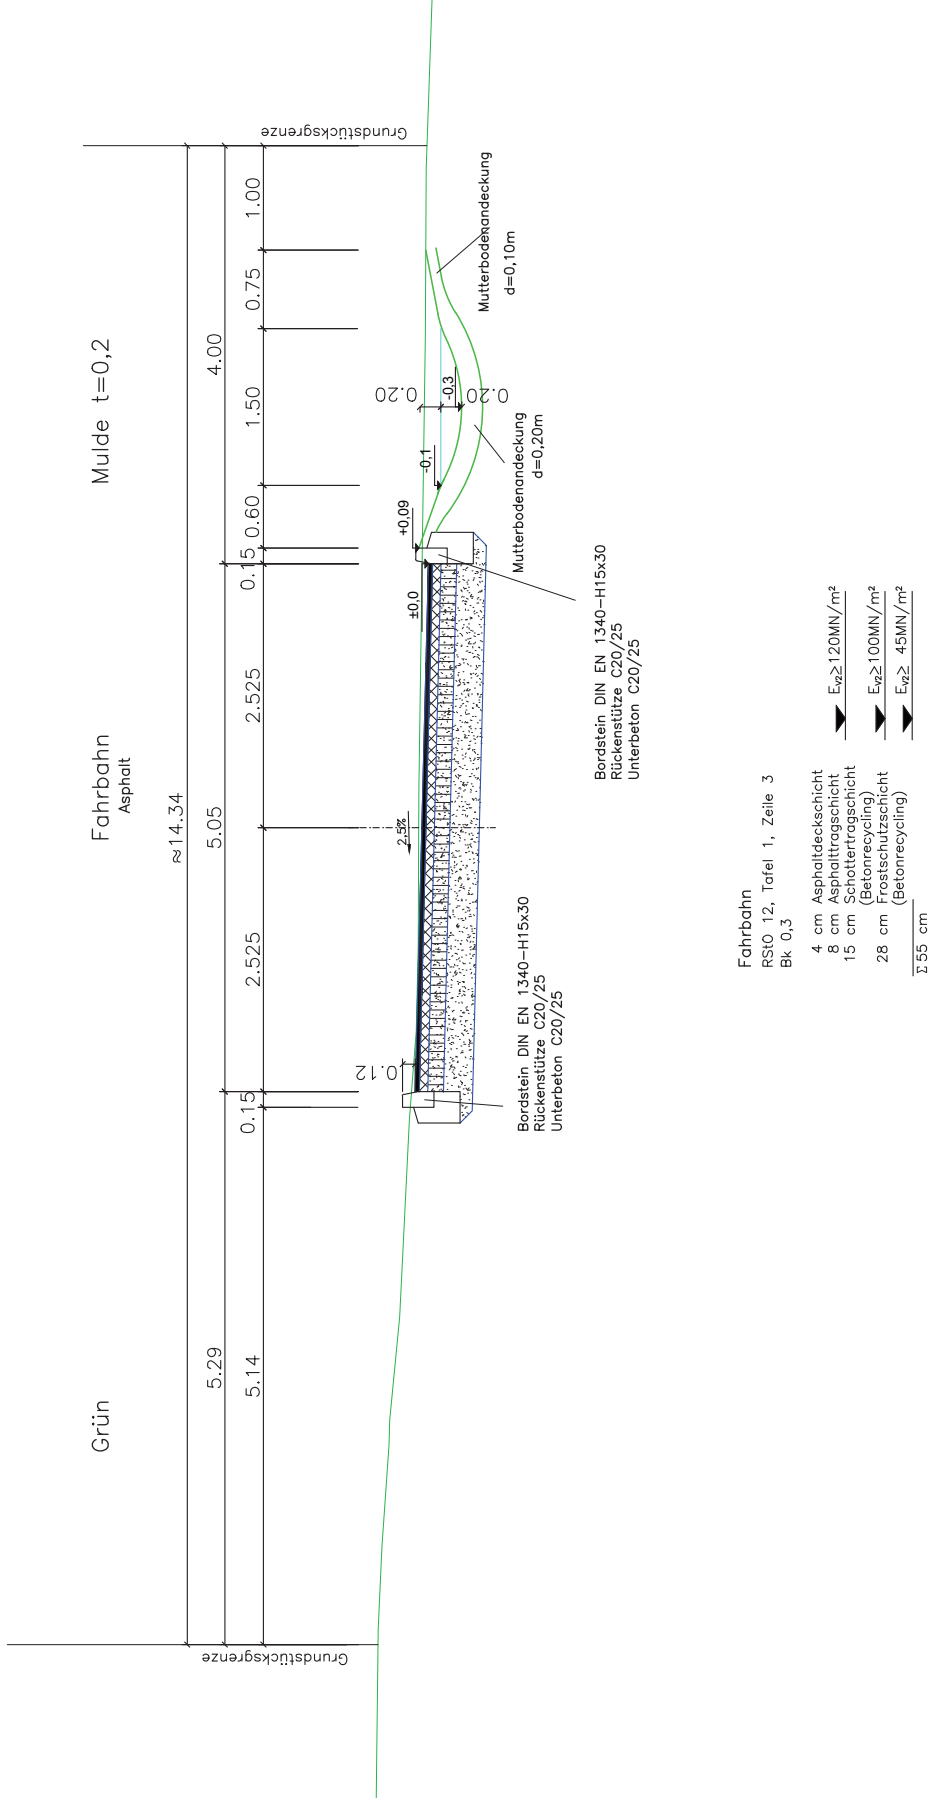 Grün
Fahrbahn
Asphalt
Mulde t=0,2
≈14.34
5.29
5.05
4.00
5.14
0.15
2.525
2.525
0.15
0.60
1.50
0.75
1.00
Grundstücksgrenze
Grundstücksgrenze
0.12
2,5%
±0,0
+0,09
-0,1
-0,3
0.20
0.20
Mutterbodenandeckung
d=0,20m
Mutterbodenandeckung
d=0,10m
Bordstein DIN EN 1340-H15x30
Rückenstütze C20/25
Unterbeton C20/25
Bordstein DIN EN 1340-H15x30
Rückenstütze C20/25
Unterbeton C20/25
Fahrbahn
RStO 12, Tafel 1, Zeile 3
Bk 0,3
4 cm Asphaltdeckschicht
8 cm Asphalttragschicht Ev2≥120MN/m²
15 cm Schottertragschicht
(Betonrecycling)
28 cm Frostschutzschicht Ev2≥100MN/m²
(Betonrecycling) Ev2≥ 45MN/m²
Σ55 cm